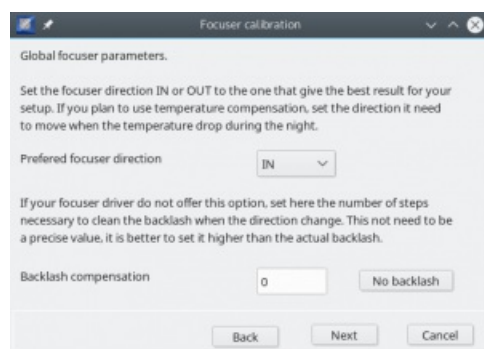 Focuser calibration
Global focuser parameters.
Set the focuser direction IN or OUT to the one that give the best result for your
setup. If you plan to use temperature compensation, set the direction it need
to move when the temperature drop during the night.
Prefered focuser direction
IN
If your focuser driver do not offer this option, set here the number of steps
necessary to clean the backlash when the direction change. This not need to be
a precise value, it is better to set it higher than the actual backlash.
Backlash compensation
0
No backlash
Back
Next
Cancel